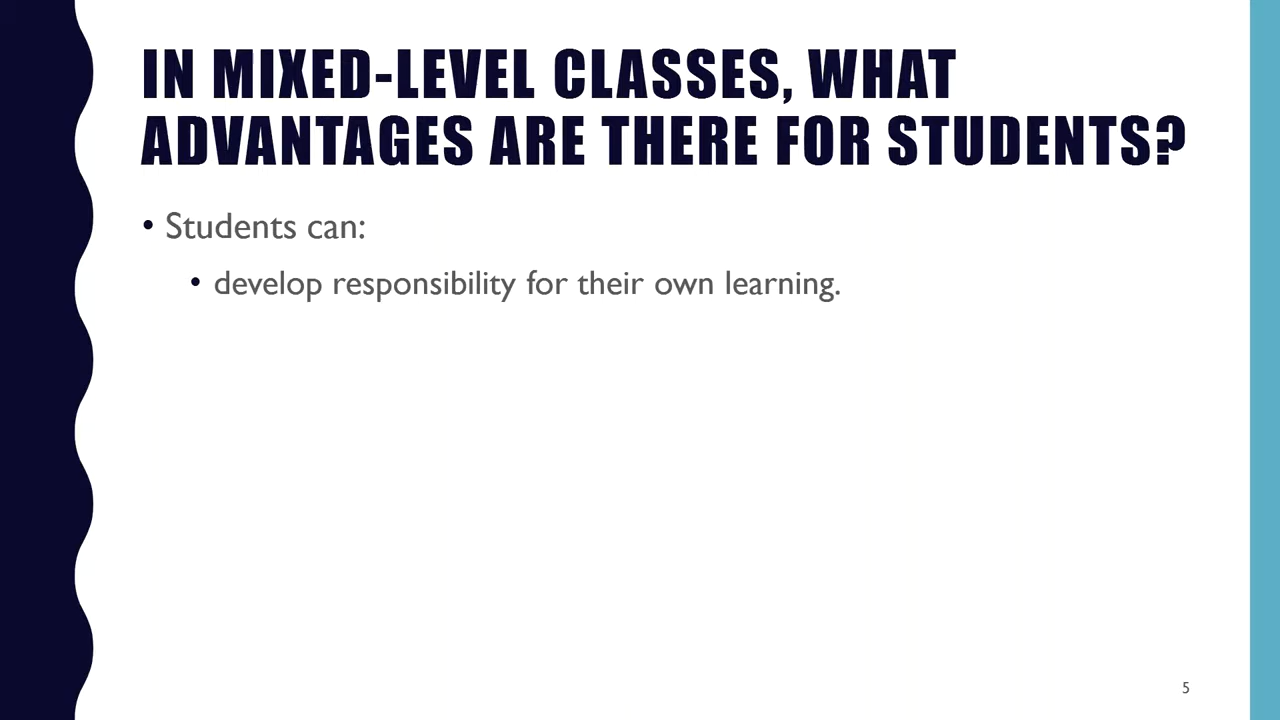 IN MIXED-LEVEL CLASSES, WHAT
ADVANTAGES ARE THERE FOR STUDENTS?
• Students can:
• develop responsibility for their own learning.
5